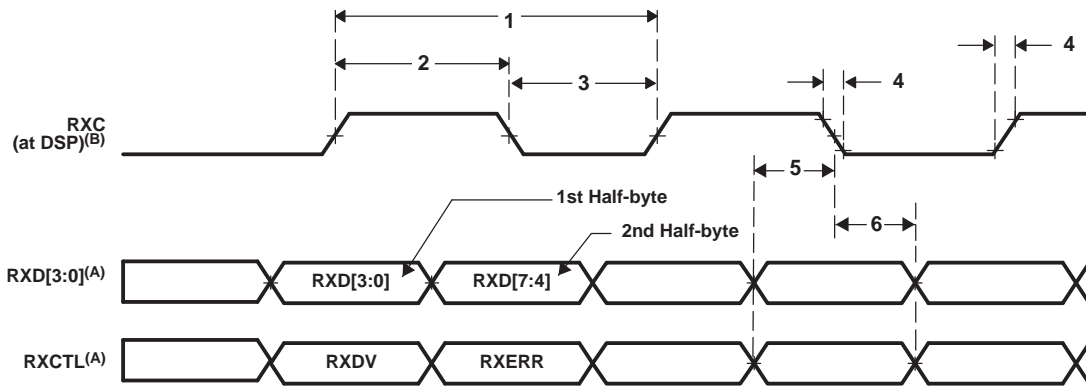 1
2
3
4
4
RXC
(at DSP)(B)
5
6
1st Half-byte
2nd Half-byte
RXD[3:0](A)
RXD[3:0]
RXD[7:4]
RXCTL(A)
RXDV
RXERR